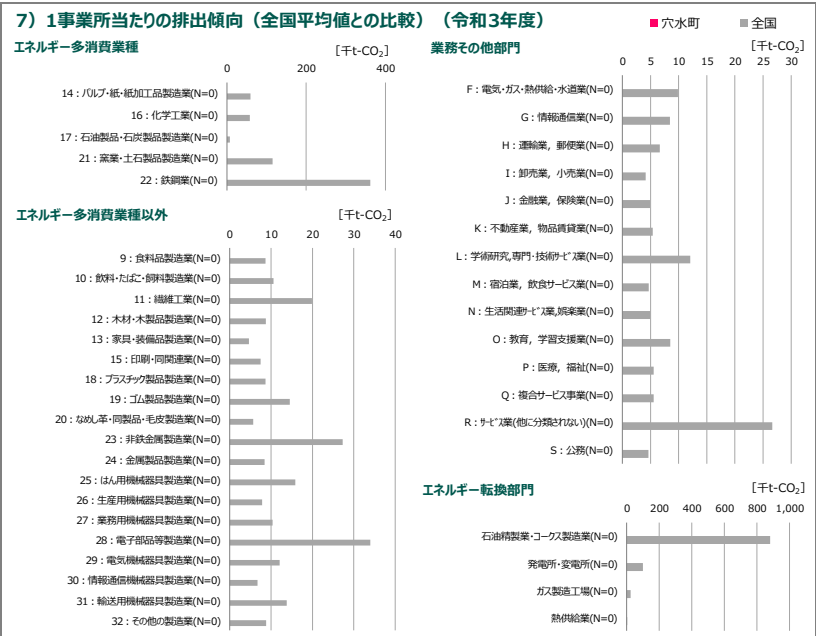 7）1事業所当たりの排出傾向（全国平均値との比較）（令和3年度）
■穴水町 ■全国
エネルギー多消費業種
[千t-CO2]
0 200 400
14：パルプ・紙・紙加工品製造業(N=0)
16：化学工業(N=0)
17：石油製品・石炭製品製造業(N=0)
21：窯業・土石製品製造業(N=0)
22：鉄鋼業(N=0)
エネルギー多消費業種以外
[千t-CO2]
0 10 20 30 40
9：食料品製造業(N=0)
10：飲料・たばこ・飼料製造業(N=0)
11：繊維工業(N=0)
12：木材・木製品製造業(N=0)
13：家具・装備品製造業(N=0)
15：印刷・同関連業(N=0)
18：プラスチック製品製造業(N=0)
19：ゴム製品製造業(N=0)
20：なめし革・同製品・毛皮製造業(N=0)
23：非鉄金属製造業(N=0)
24：金属製品製造業(N=0)
25：はん用機械器具製造業(N=0)
26：生産用機械器具製造業(N=0)
27：業務用機械器具製造業(N=0)
28：電子部品等製造業(N=0)
29：電気機械器具製造業(N=0)
30：情報通信機械器具製造業(N=0)
31：輸送用機械器具製造業(N=0)
32：その他の製造業(N=0)
業務その他部門
[千t-CO2]
0 5 10 15 20 25 30
F：電気・ガス・熱供給・水道業(N=0)
G：情報通信業(N=0)
H：運輸業，郵便業(N=0)
I：卸売業，小売業(N=0)
J：金融業，保険業(N=0)
K：不動産業，物品賃貸業(N=0)
L：学術研究,専門・技術ｻｰﾋﾞｽ業(N=0)
M：宿泊業，飲食サービス業(N=0)
N：生活関連ｻｰﾋﾞｽ業,娯楽業(N=0)
O：教育，学習支援業(N=0)
P：医療，福祉(N=0)
Q：複合サービス事業(N=0)
R：ｻｰﾋﾞｽ業(他に分類されない)(N=0)
S：公務(N=0)
エネルギー転換部門
[千t-CO2]
0 200 400 600 800 1,000
石油精製業・コークス製造業(N=0)
発電所・変電所(N=0)
ガス製造工場(N=0)
熱供給業(N=0)